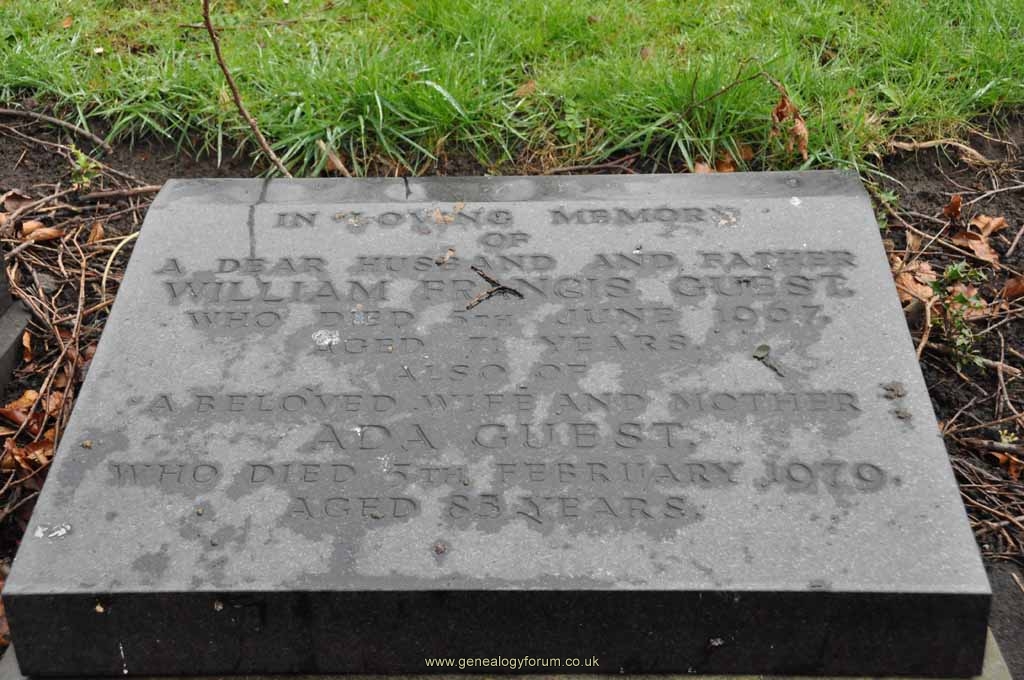 IN LOVING MEMORY
OF
A DEAR HUSBAND AND FATHER
WILLIAM FRANCIS GUEST.
WHO DIED 5TH JUNE 1967.
AGED 71 YEARS.
ALSO OF
A BELOVED WIFE AND MOTHER
ADA GUEST.
WHO DIED 5TH FEBRUARY 1979.
AGED 83 YEARS.
www.genealogyforum.co.uk